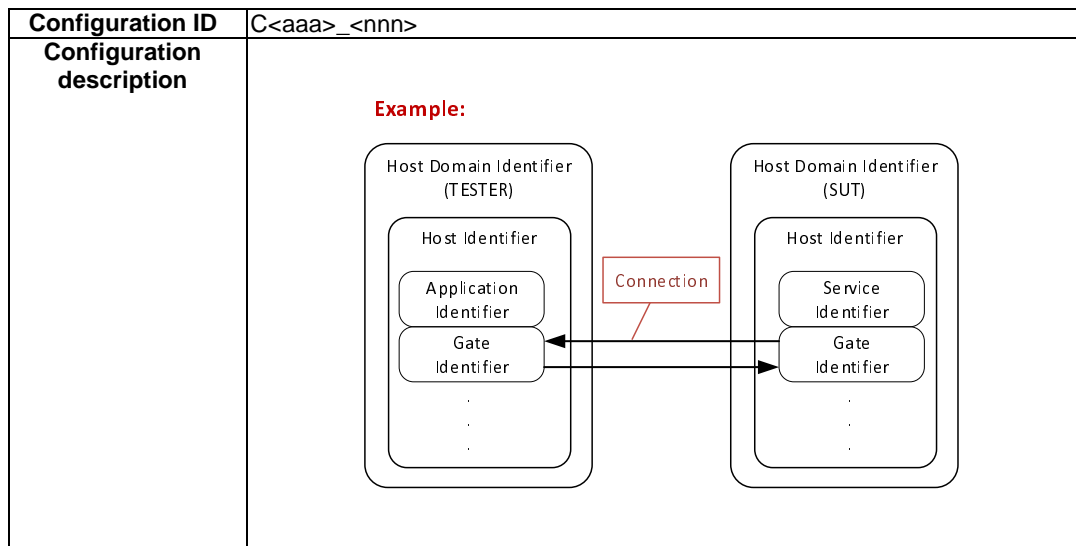 Configuration ID
C<aaa>_<nnn>
Configuration
description
Example:
Host Domain Identifier
(TESTER)
Host Identifier
Application
Identifier
Gate
Identifier
.
.
.
Connection
Host Domain Identifier
(SUT)
Host Identifier
Service
Identifier
Gate
Identifier
.
.
.